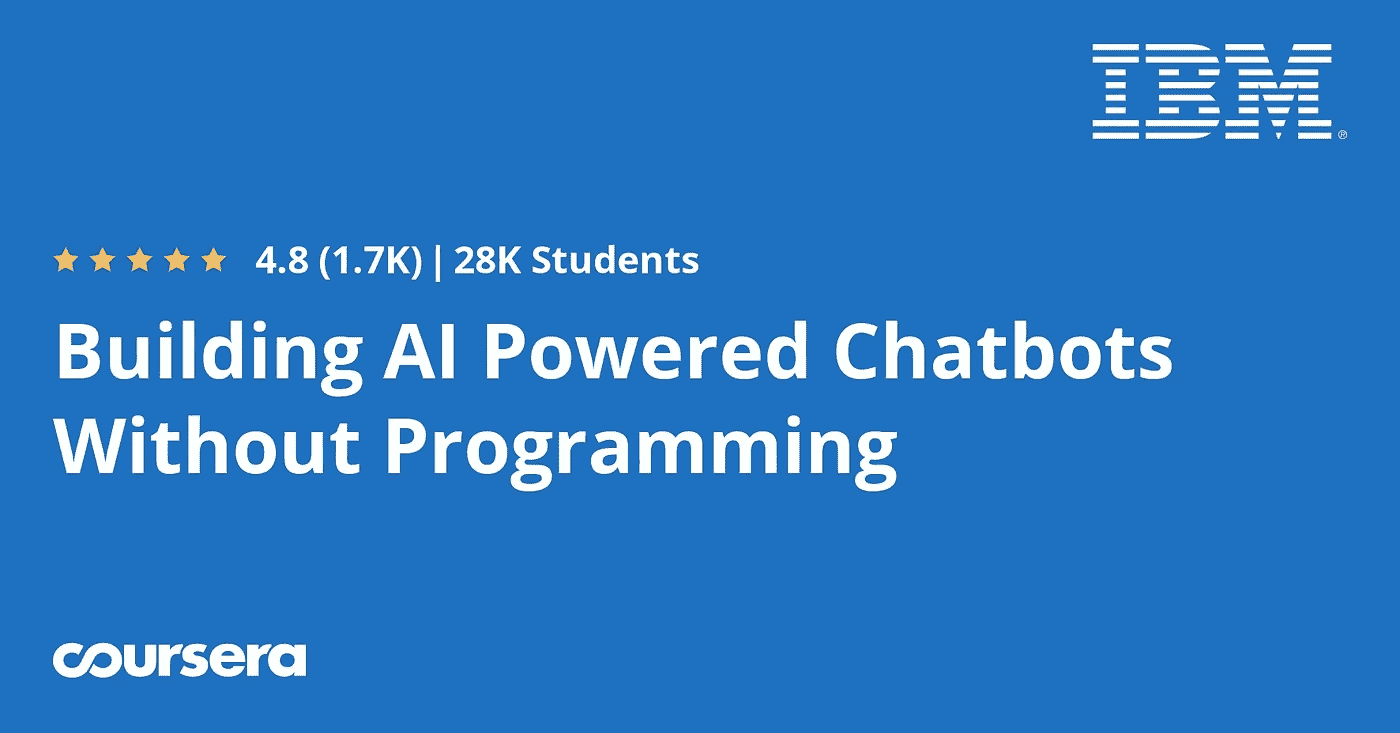 IBM®
4.8 (1.7K) | 28K Students
Building AI Powered Chatbots
Without Programming
coursera